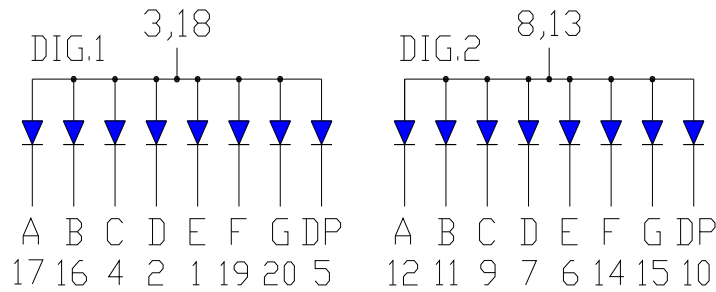 3,18 8,13
DIG.1 DIG.2
A B C D E F G DP A B C D E F G DP
17 16 4 2 1 19 20 5 12 11 9 7 6 14 15 10